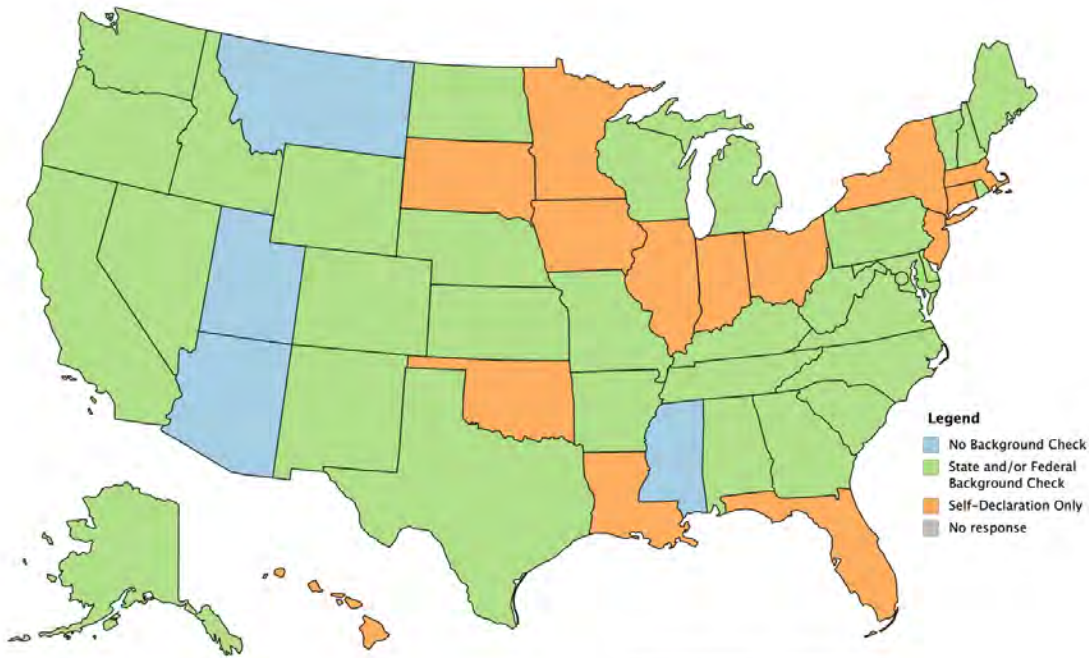 Legend
No Background Check
State and/or Federal
Background Check
Self-Declaration Only
No response